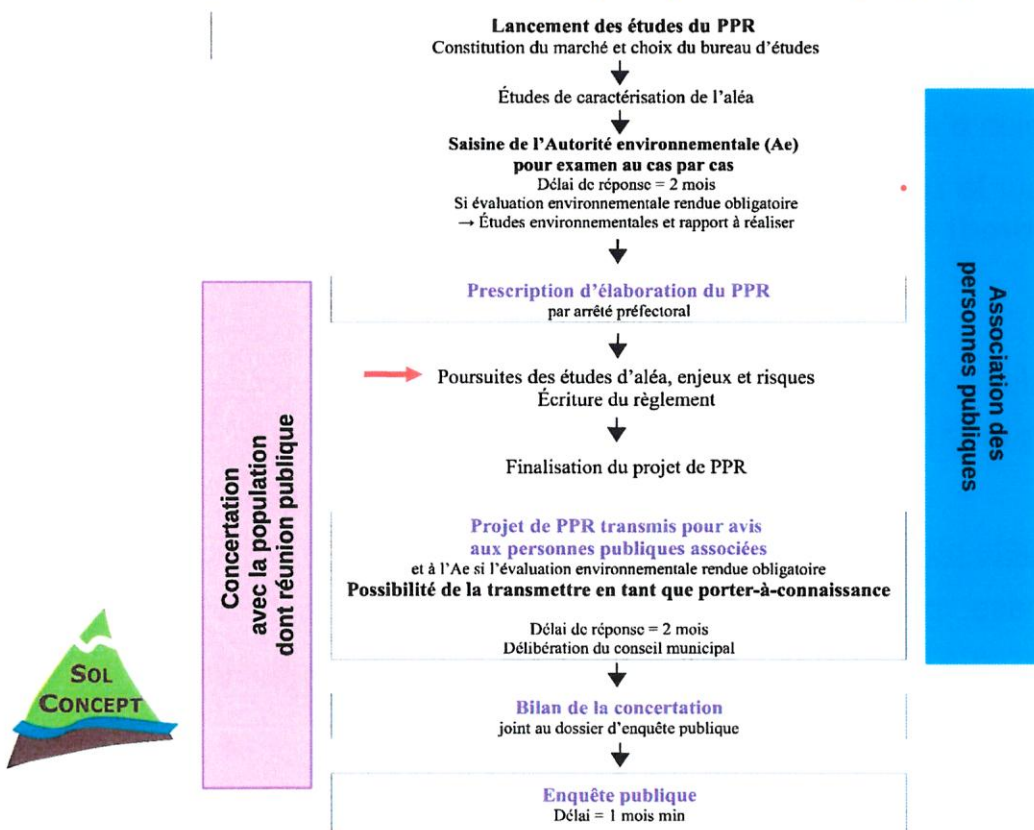 Lancement des études du PPR
Constitution du marché et choix du bureau d'études
Études de caractérisation de l'aléa
Saisine de l'Autorité environnementale (Ae)
pour examen au cas par cas
Délai de réponse = 2 mois
Si évaluation environnementale rendue obligatoire
→ Études environnementales et rapport à réaliser
Prescription d'élaboration du PPR
par arrêté préfectoral
Poursuites des études d'aléa, enjeux et risques
Écriture du règlement
Finalisation du projet de PPR
Projet de PPR transmis pour avis
aux personnes publiques associées
et à l'Ae si l'évaluation environnementale rendue obligatoire
Possibilité de la transmettre en tant que porter-à-connaissance
Délai de réponse = 2 mois
Délibération du conseil municipal
Bilan de la concertation
joint au dossier d'enquête publique
Enquête publique
Délai = 1 mois min
Concertation
avec la population
dont réunion publique
Association des
personnes publiques
SOL
CONCEPT